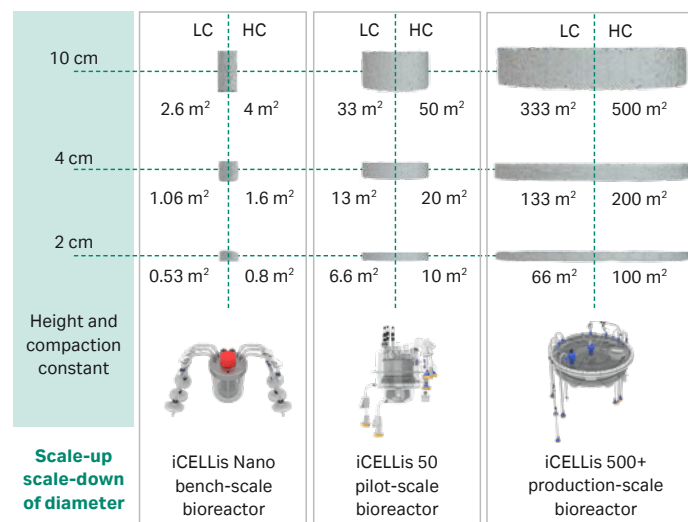 LC HC LC HC LC HC
10 cm
2.6 m² 4 m² 33 m² 50 m² 333 m² 500 m²
4 cm
1.06 m² 1.6 m² 13 m² 20 m² 133 m² 200 m²
2 cm
0.53 m² 0.8 m² 6.6 m² 10 m² 66 m² 100 m²
Height and
compaction
constant
Scale-up
scale-down
of diameter
iCELLis Nano
bench-scale
bioreactor
iCELLis 50
pilot-scale
bioreactor
iCELLis 500+
production-scale
bioreactor